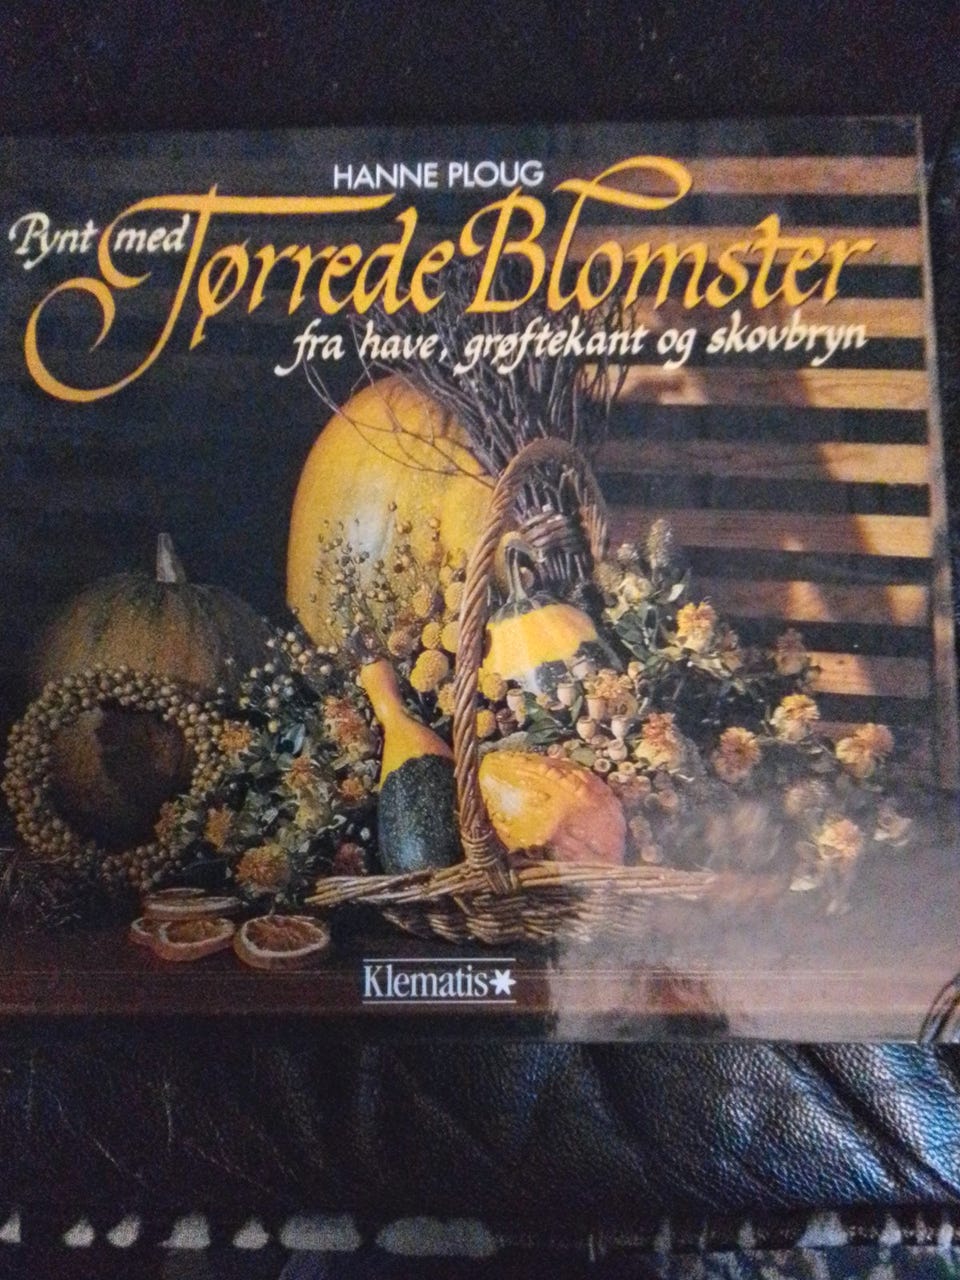 HANNE PLOUG
Pynt med Tørrede Blomster
fra have, grøftekant og skovbryn
Klematis